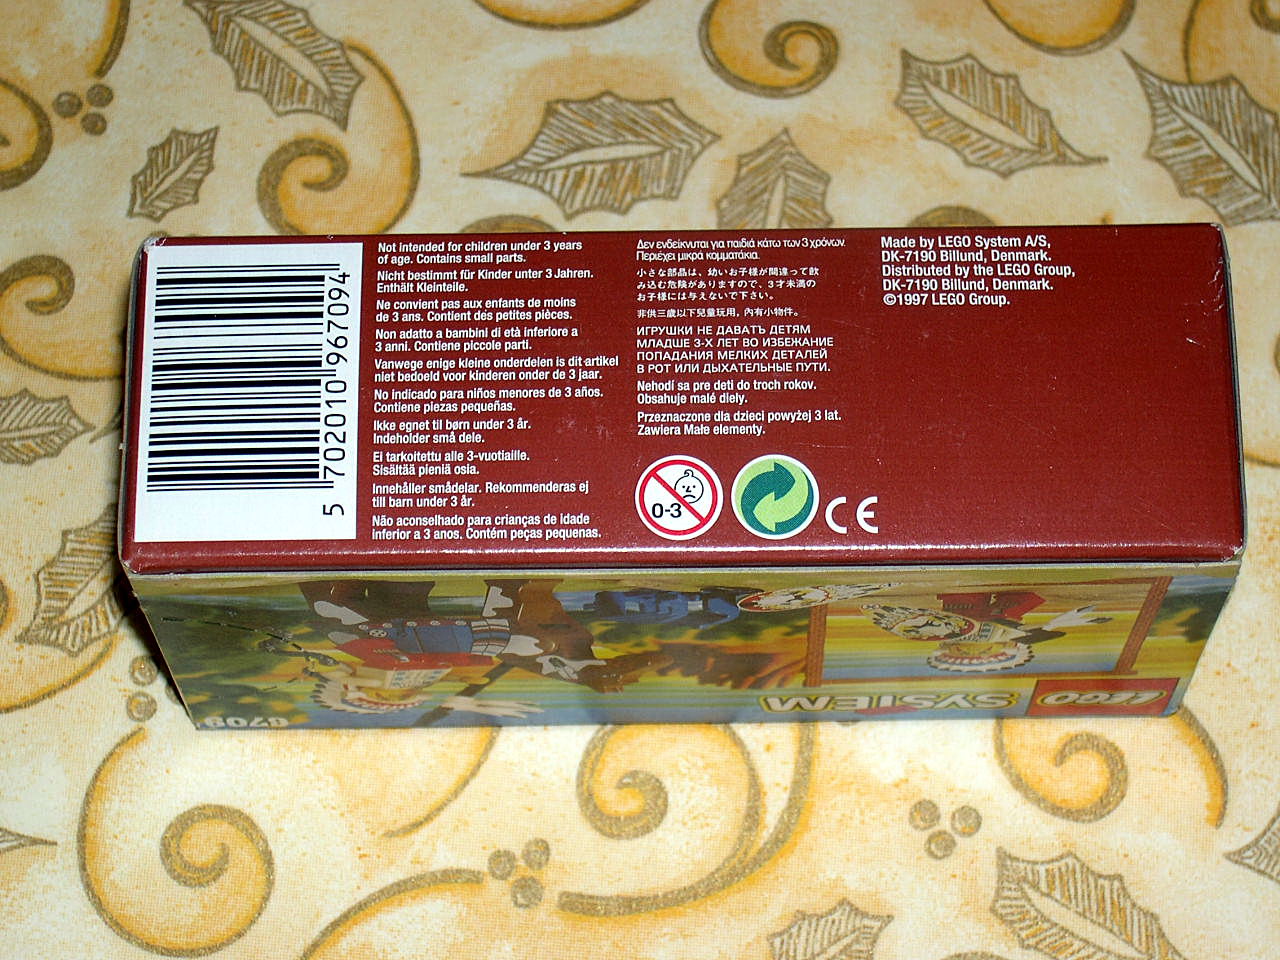 5 702010 967094
Not intended for children under 3 years
of age. Contains small parts.
Nicht bestimmt für Kinder unter 3 Jahren.
Enthält Kleinteile.
Ne convient pas aux enfants de moins
de 3 ans. Contient des petites pièces.
Non adatto a bambini di età inferiore a
3 anni. Contiene piccole parti.
Vanwege enige kleine onderdelen is dit artikel
niet bedoeld voor kinderen onder de 3 jaar.
No indicado para niños menores de 3 años.
Contiene piezas pequeñas.
Ikke egnet til børn under 3 år.
Indeholder små dele.
Ei tarkoitettu alle 3-vuotiaille.
Sisältää pieniä osia.
Innehåller smådelar. Rekommenderas ej
till barn under 3 år.
Não aconselhado para crianças de idade
inferior a 3 anos. Contém peças pequenas.
Δεν ενδείκνυται για παιδιά κάτω των 3 χρόνων.
Περιέχει μικρά κομματάκια.
小さな部品は、幼いお子様が間違って飲
み込む危険がありますので、3才未満の
お子様には与えないで下さい。
非供三歲以下兒童玩用，內有小物件。
ИГРУШКИ НЕ ДАВАТЬ ДЕТЯМ
МЛАДШЕ 3-Х ЛЕТ ВО ИЗБЕЖАНИЕ
ПОПАДАНИЯ МЕЛКИХ ДЕТАЛЕЙ
В РОТ ИЛИ ДЫХАТЕЛЬНЫЕ ПУТИ.
Nehodí sa pre deti do troch rokov.
Obsahuje malé diely.
Przeznaczone dla dzieci powyżej 3 lat.
Zawiera Małe elementy.
0-3
CE
Made by LEGO System A/S,
DK-7190 Billund, Denmark.
Distributed by the LEGO Group,
DK-7190 Billund, Denmark.
©1997 LEGO Group.
LEGO SYSTEM
6709